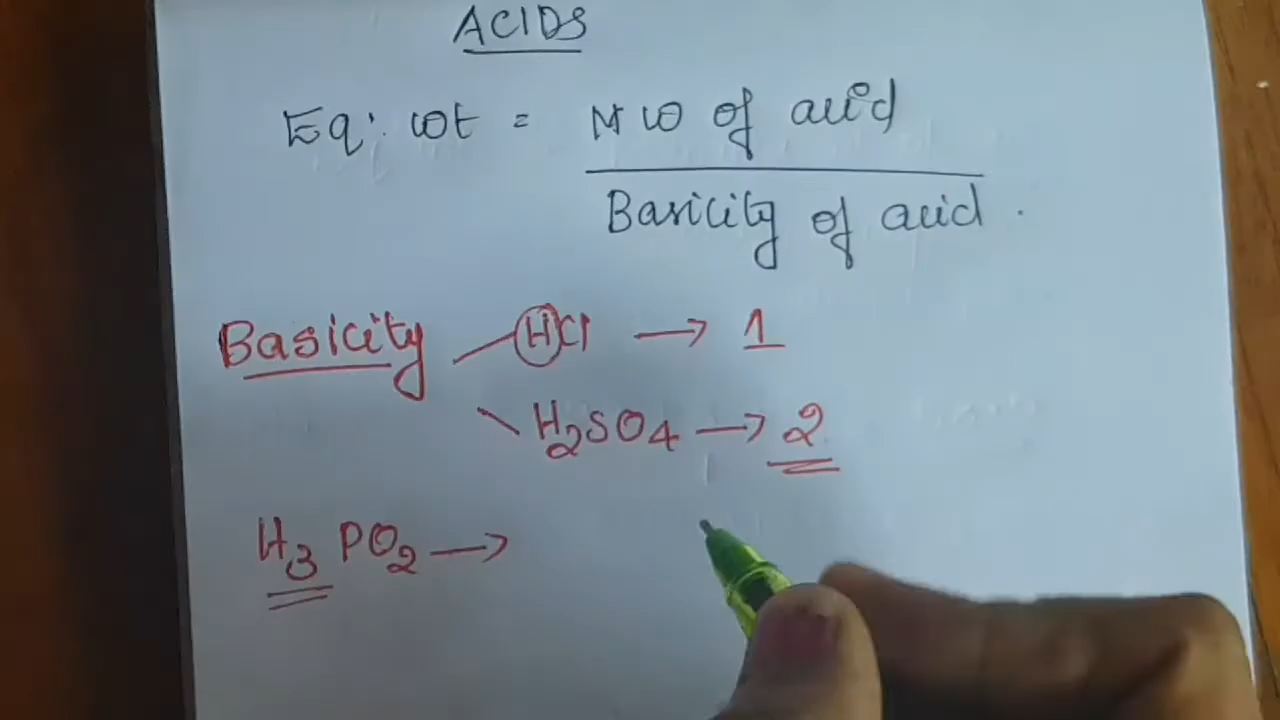 ACIDS
Eq. wt = MW of acid
Basicity of acid.
Basicity HCl → 1
H2SO4 → 2
H3PO2 →